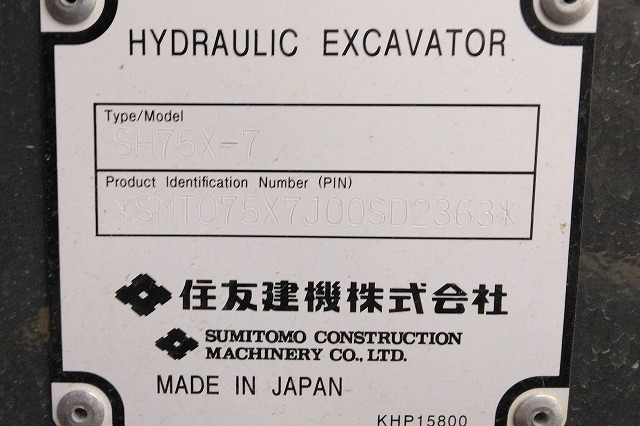 HYDRAULIC EXCAVATOR
Type/Model
SH75X-7
Product Identification Number (PIN)
*SMT075X7J00SD2363*
住友建機株式会社
SUMITOMO CONSTRUCTION
MACHINERY CO., LTD.
MADE IN JAPAN
KHP15800